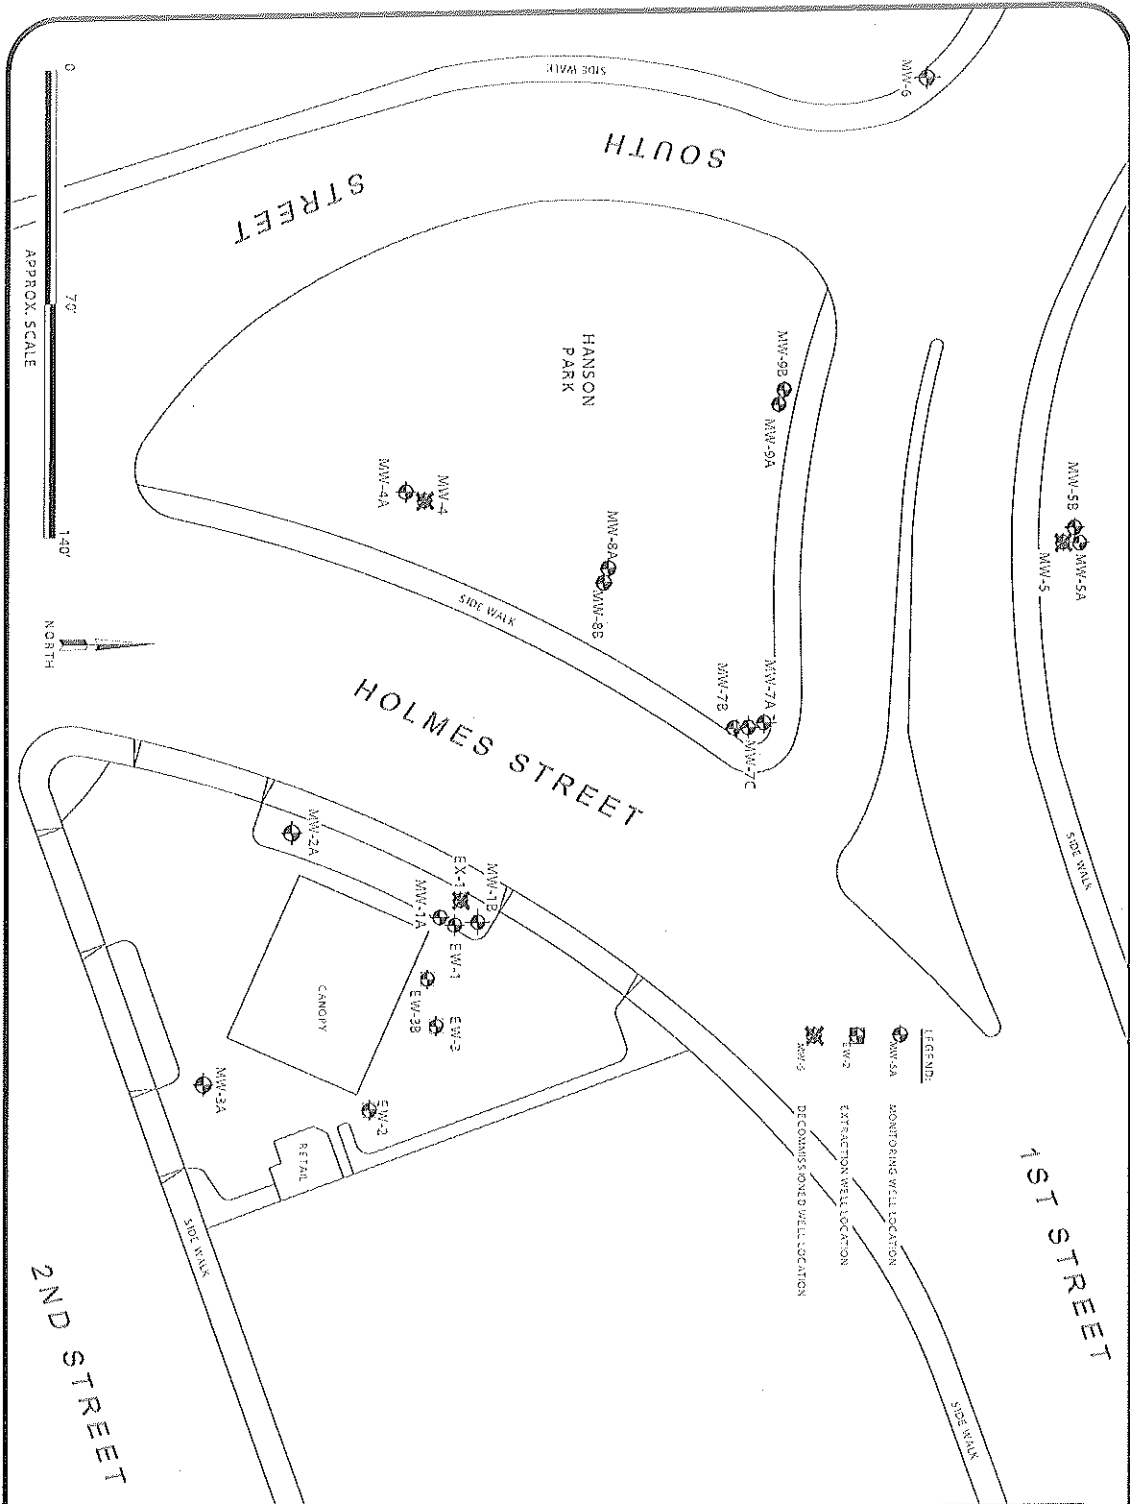 MW-6
SIDE WALK
SOUTH
STREET
HANSON
PARK
MW-9B
MW-9A
MW-5B
MW-5A
MW-5
MW-4
MW-4A
MW-8A
MW-8B
SIDE WALK
MW-7A
MW-7B
MW-7C
HOLMES STREET
SIDE WALK
MW-2A
MW-1B
EX-1
MW-1A
EW-1
EW-3B
EW-3
CANOPY
MW-3A
EW-2
RETAIL
SIDE WALK
SIDE WALK
1ST STREET
2ND STREET
LEGEND:
MW-5A MONITORING WELL LOCATION
EW-2 EXTRACTION WELL LOCATION
MW-5 DECOMMISSIONED WELL LOCATION
NORTH
0 70' 140'
APPROX. SCALE